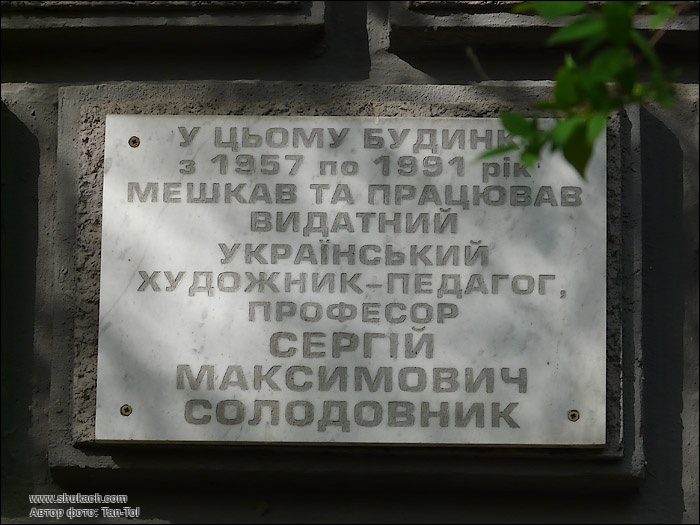 У ЦЬОМУ БУДИНК
з 1957 по 1991 рік
МЕШКАВ ТА ПРАЦЮВАВ
ВИДАТНИЙ
УКРАЇНСЬКИЙ
ХУДОЖНИК-ПЕДАГОГ,
ПРОФЕСОР
СЕРГІЙ
МАКСИМОВИЧ
СОЛОДОВНИК
www.shukach.com
Автор фото: Tan-Tol